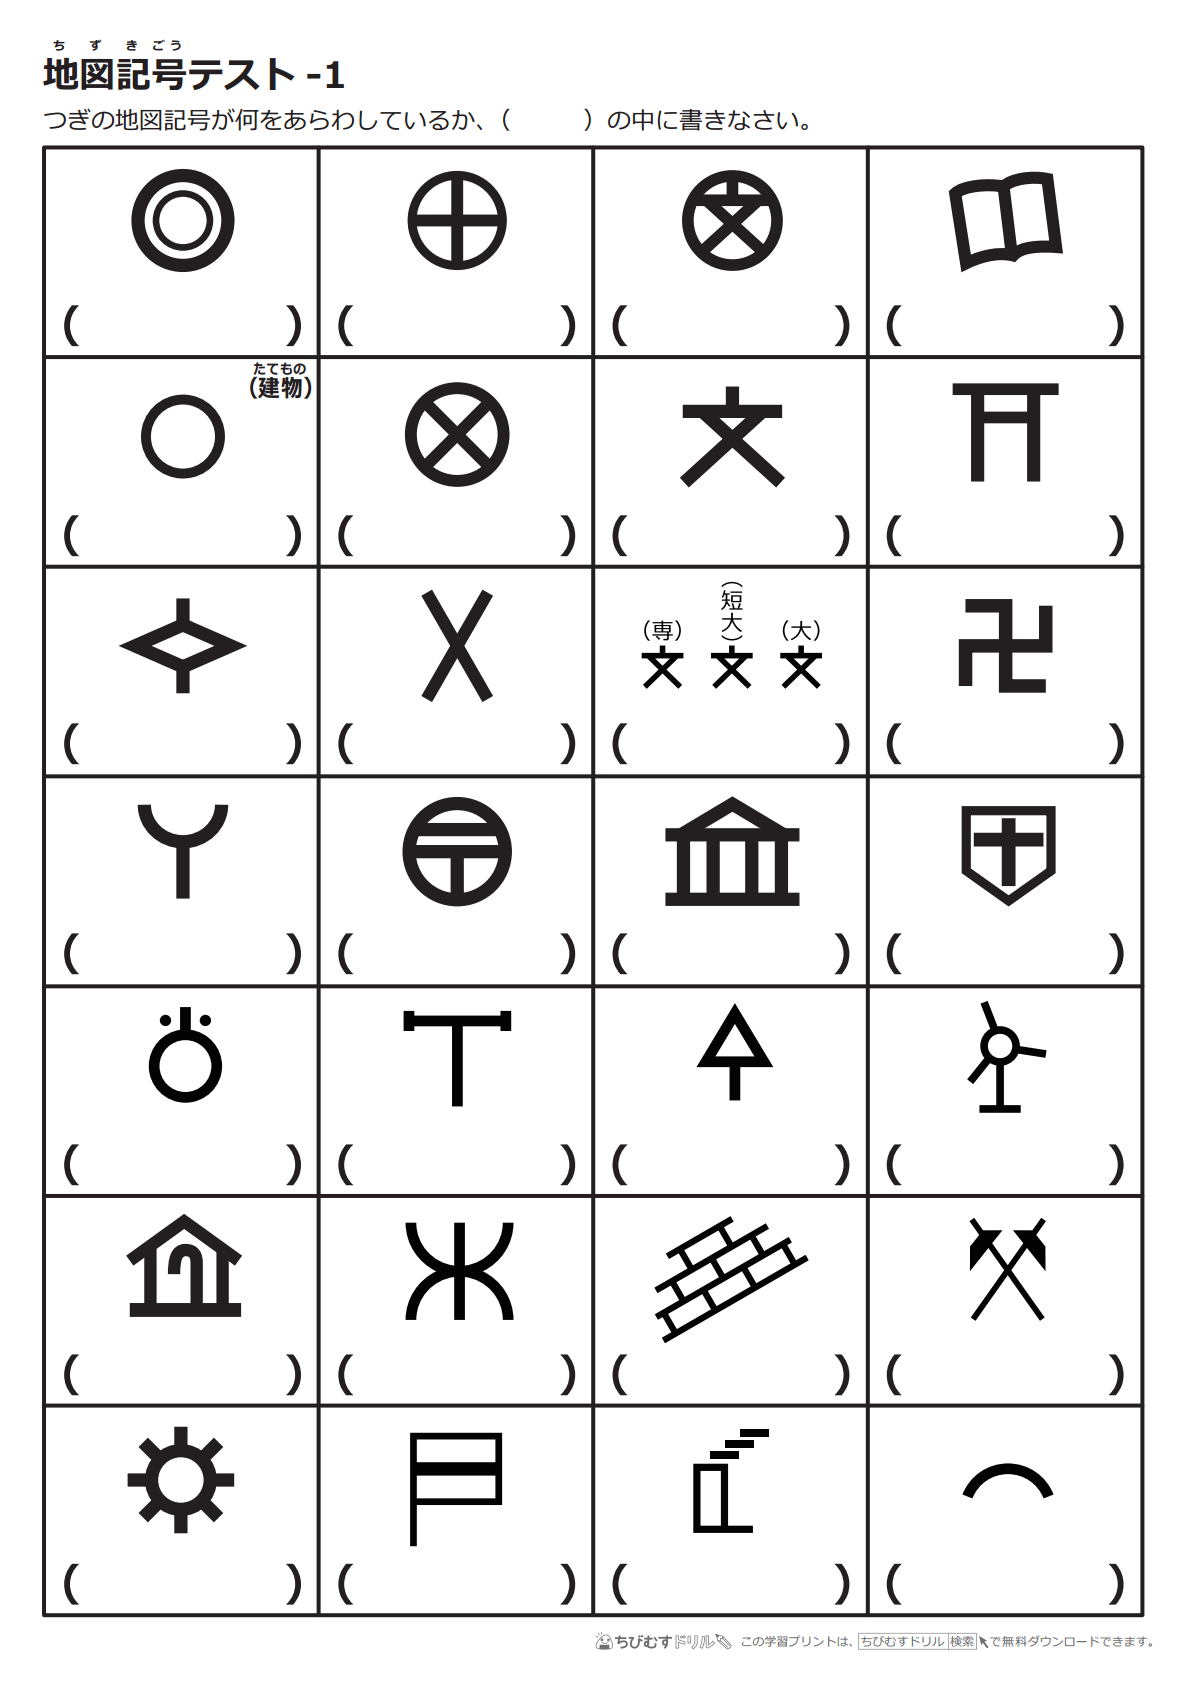 ち ず き ごう
地図記号テスト -1
つぎの地図記号が何をあらわしているか、（　　　）の中に書きなさい。
(　　　) (　　　) (　　　) (　　　)
たてもの
（建物）
(　　　) (　　　) (　　　) (　　　)
（専） （短大） （大）
(　　　) (　　　) (　　　) (　　　)
(　　　) (　　　) (　　　) (　　　)
(　　　) (　　　) (　　　) (　　　)
(　　　) (　　　) (　　　) (　　　)
(　　　) (　　　) (　　　) (　　　)
ちびむすドリル この学習プリントは、ちびむすドリル 検索 で無料ダウンロードできます。